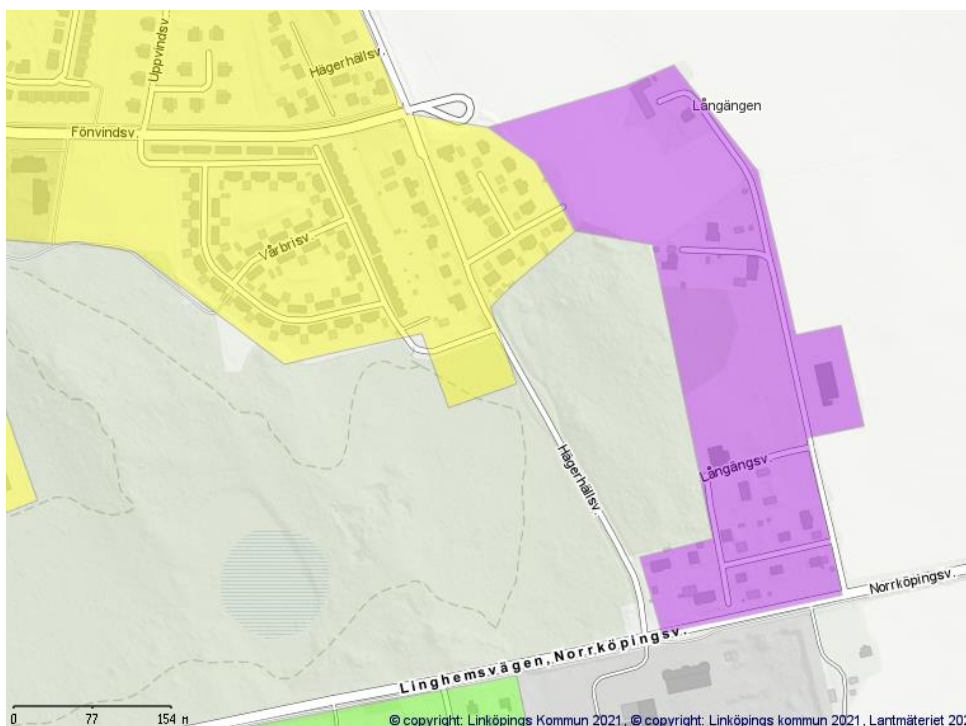 Uppvindsv.
Hägerhällsv.
Långängen
Fönvindsv.
Vårbrisv.
Hägerhällsv.
Långängsv.
Norrköpingsv.
Linghemsvägen, Norrköpingsv.
0 77 154 M
© copyright: Linköpings Kommun 2021, © copyright: Linköpings kommun 2021, Lantmäteriet 20